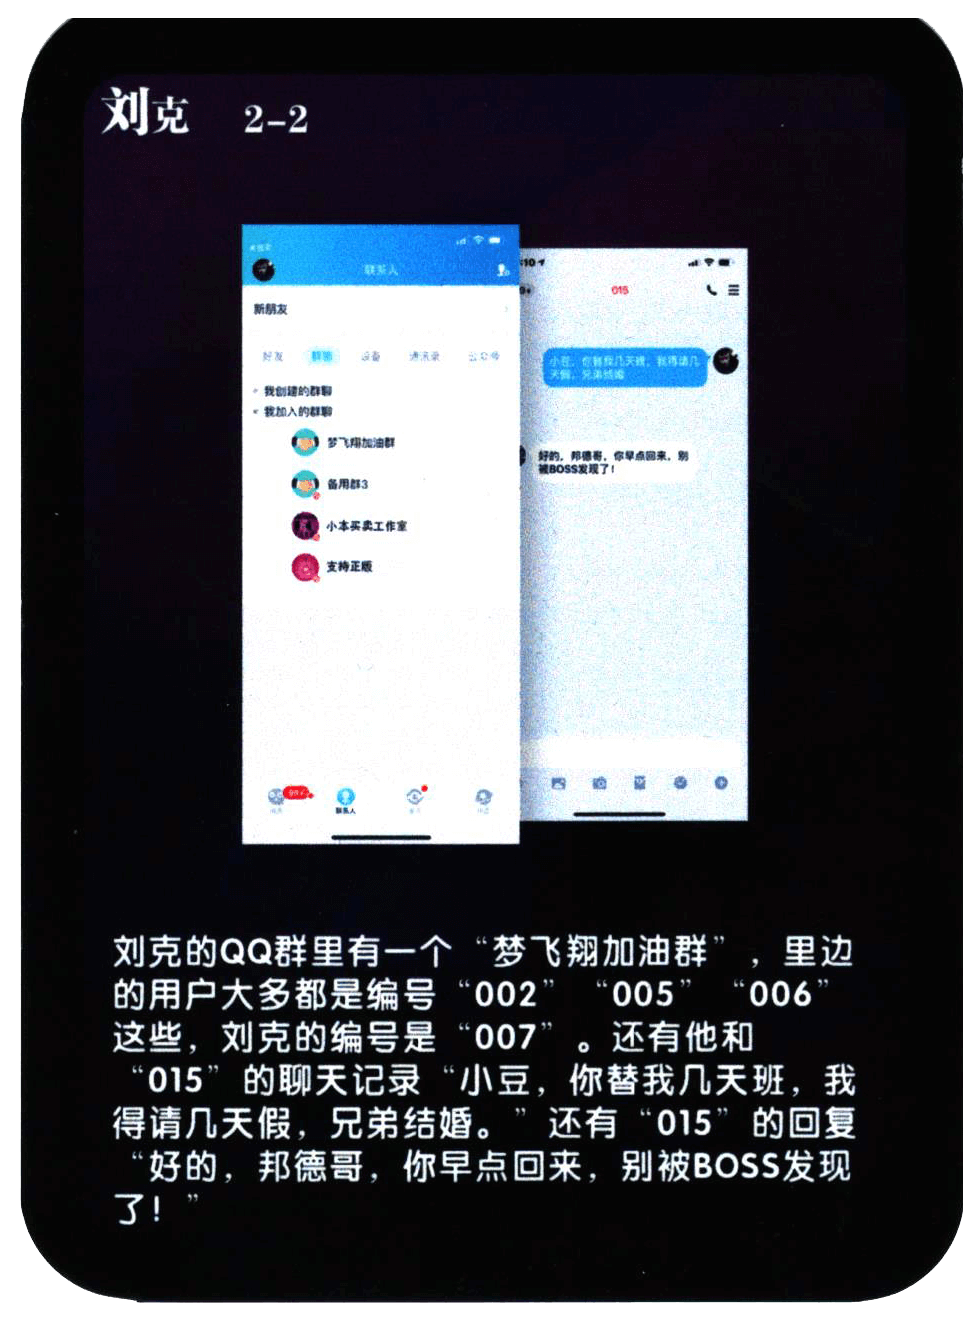 刘克 2-2
联系人
新朋友
好友 群聊 设备 通讯录 公众号
我创建的群聊
我加入的群聊
梦飞翔加油群
备用群3
小本买卖工作室
支持正版
联系人
015
小豆，你替我几天班，我得请几
天假，兄弟结婚
好的，邦德哥，你早点回来，别
被BOSS发现了！
刘克的QQ群里有一个“梦飞翔加油群”，里边
的用户大多都是编号“002”“005”“006”
这些，刘克的编号是“007”。还有他和
“015”的聊天记录“小豆，你替我几天班，我
得请几天假，兄弟结婚。”还有“015”的回复
“好的，邦德哥，你早点回来，别被BOSS发现
了！”